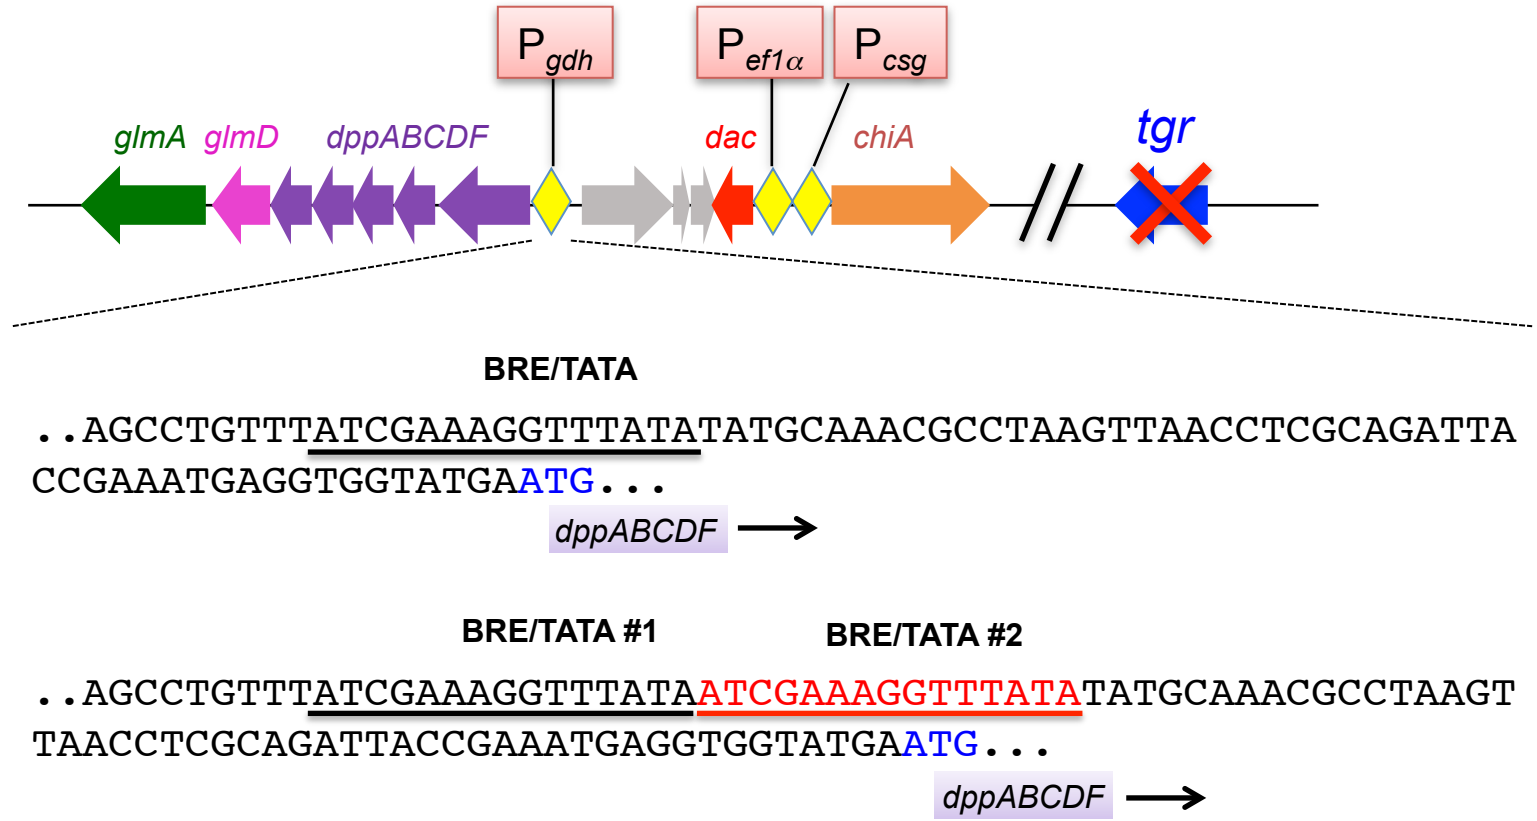 Pgdh Pef1α Pcsg
glmA glmD dppABCDF dac chiA tgr
BRE/TATA
..AGCCTGTTTATCGAAAGGTTTATATATGCAAACGCCTAAGTTAACCTCGCAGATTA
CCGAAATGAGGTGGTATGAATG...
dppABCDF
BRE/TATA #1 BRE/TATA #2
..AGCCTGTTTATCGAAAGGTTTATAATCGAAAGGTTTATATATGCAAACGCCTAAGT
TAACCTCGCAGATTACCGAAATGAGGTGGTATGAATG...
dppABCDF